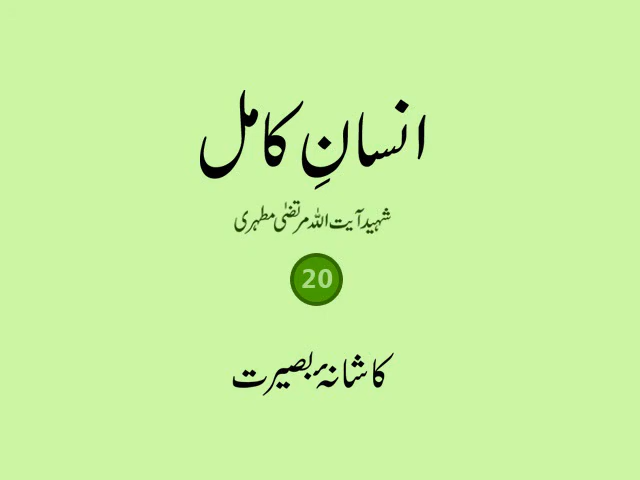 انسانِ کامل
شہید آیت اللہ مرتضیٰ مطہری
20
کاشانۂ بصیرت